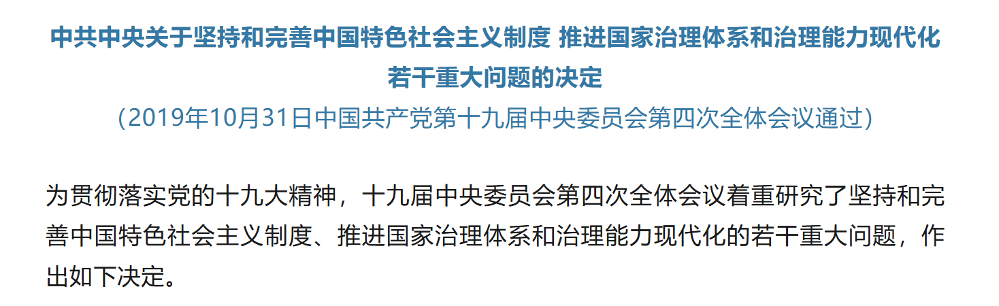 中共中央关于坚持和完善中国特色社会主义制度 推进国家治理体系和治理能力现代化
若干重大问题的决定
（2019年10月31日中国共产党第十九届中央委员会第四次全体会议通过）
为贯彻落实党的十九大精神，十九届中央委员会第四次全体会议着重研究了坚持和完
善中国特色社会主义制度、推进国家治理体系和治理能力现代化的若干重大问题，作
出如下决定。